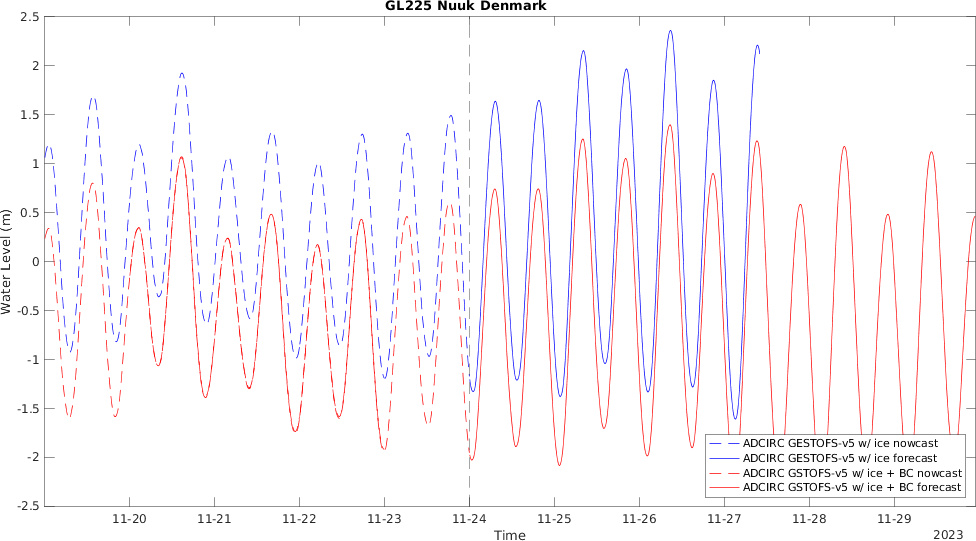 GL225 Nuuk Denmark
2.5
2
1.5
1
0.5
0
-0.5
-1
-1.5
-2
-2.5
Water Level (m)
ADCIRC GESTOFS-v5 w/ ice nowcast
ADCIRC GESTOFS-v5 w/ ice forecast
ADCIRC GSTOFS-v5 w/ ice + BC nowcast
ADCIRC GSTOFS-v5 w/ ice + BC forecast
11-20 11-21 11-22 11-23 11-24 11-25 11-26 11-27 11-28 11-29
Time
2023